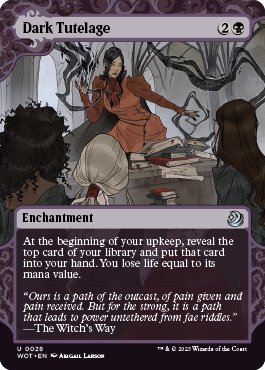 Dark Tutelage 2
Enchantment
At the beginning of your upkeep, reveal the
top card of your library and put that card
into your hand. You lose life equal to its
mana value.
“Ours is a path of the outcast, of pain given and
pain received. But for the strong, it is a path
that leads to power untethered from fae riddles.”
—The Witch's Way
U 0028
WOT • EN Abigail Larson
™ & © 2023 Wizards of the Coast